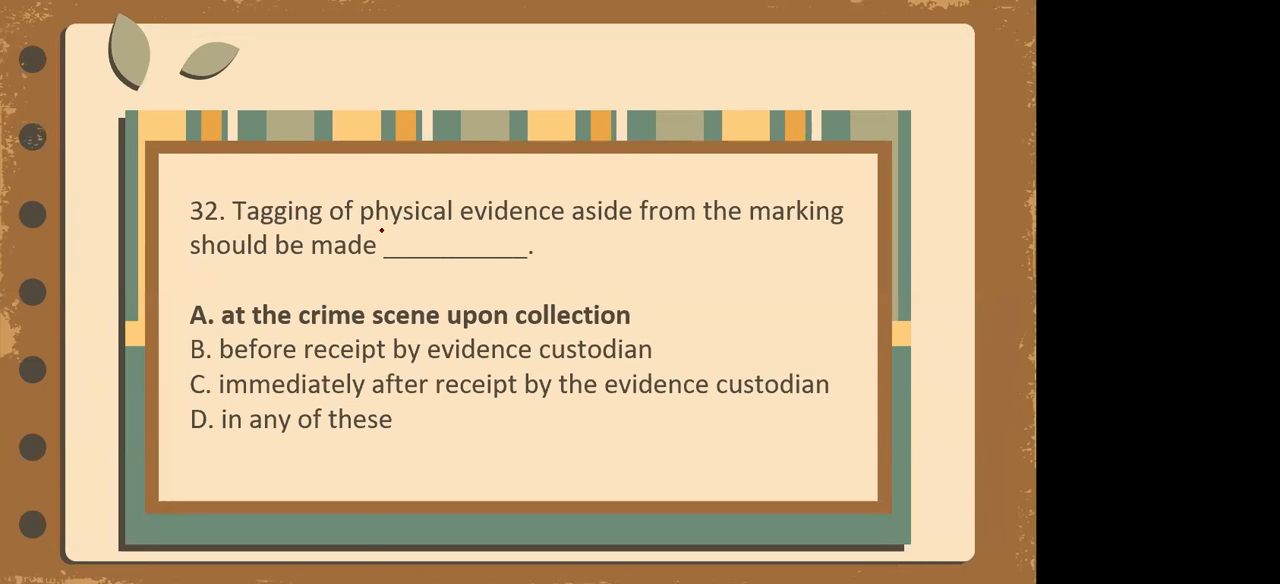 32. Tagging of physical evidence aside from the marking
should be made __________.
A. at the crime scene upon collection
B. before receipt by evidence custodian
C. immediately after receipt by the evidence custodian
D. in any of these